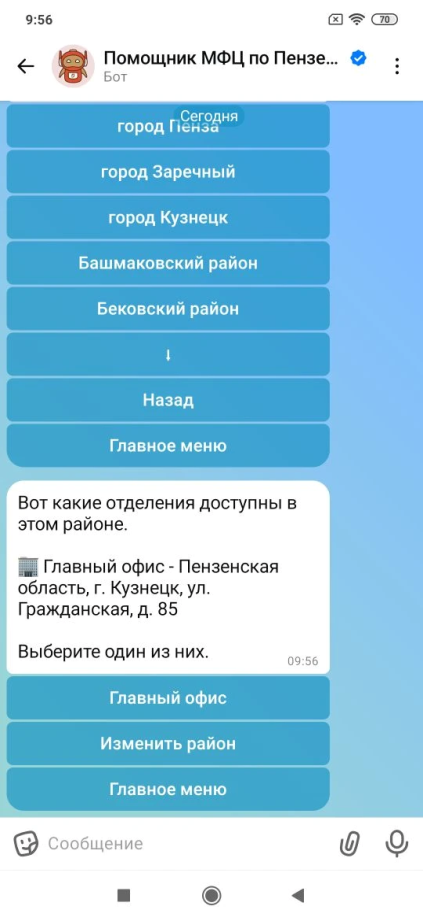 9:56
70
Помощник МФЦ по Пензе...
Бот
Сегодня
город Пенза
город Заречный
город Кузнецк
Башмаковский район
Бековский район
↓
Назад
Главное меню
Вот какие отделения доступны в
этом районе.
🏢 Главный офис - Пензенская
область, г. Кузнецк, ул.
Гражданская, д. 85
Выберите один из них.
09:56
Главный офис
Изменить район
Главное меню
Сообщение